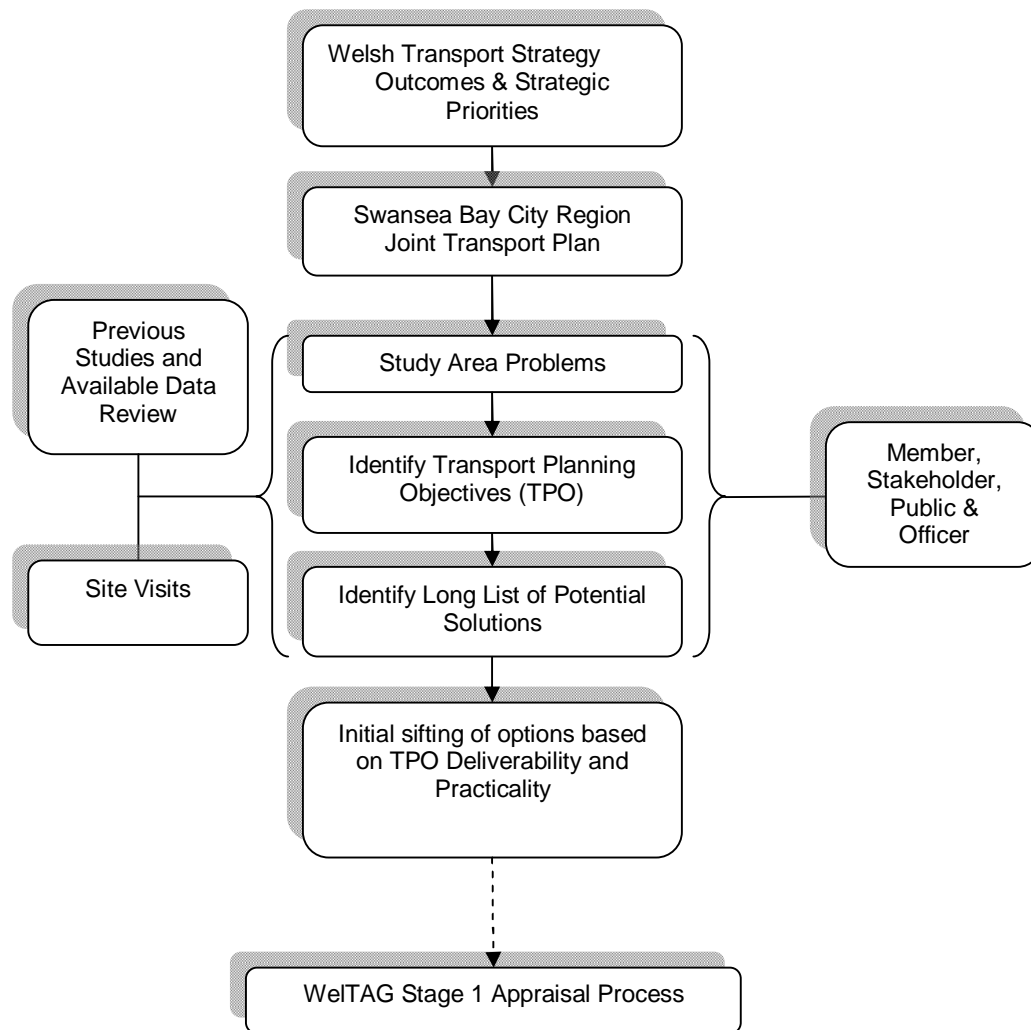 Welsh Transport Strategy
Outcomes & Strategic
Priorities
Swansea Bay City Region
Joint Transport Plan
Previous
Studies and
Available Data
Review
Site Visits
Study Area Problems
Identify Transport Planning
Objectives (TPO)
Identify Long List of Potential
Solutions
Member,
Stakeholder,
Public &
Officer
Initial sifting of options based
on TPO Deliverability and
Practicality
WelTAG Stage 1 Appraisal Process